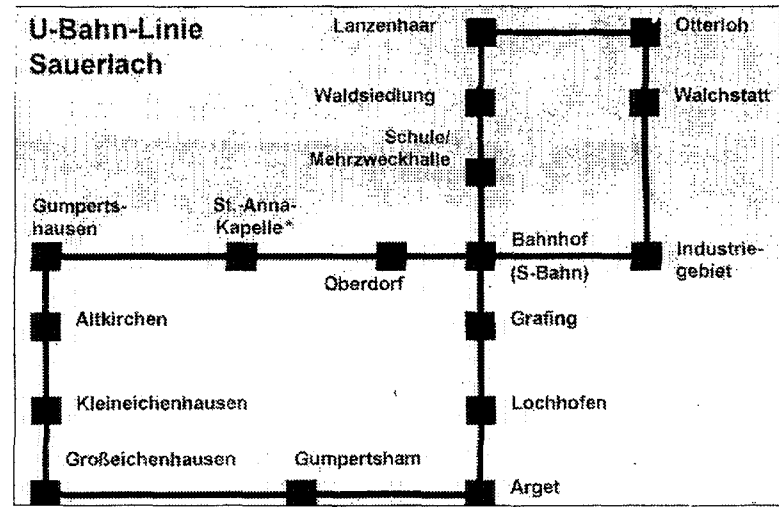 U-Bahn-Linie
Sauerlach
Lanzenhaar
Otterloh
Waldsiedlung
Walchstatt
Schule/
Mehrzweckhalle
Gumperts-
hausen
St.-Anna-
Kapelle*
Oberdorf
Bahnhof
(S-Bahn)
Industrie-
gebiet
Altkirchen
Grafing
Kleineichenhausen
Lochhofen
Großeichenhausen
Gumpertsham
Arget